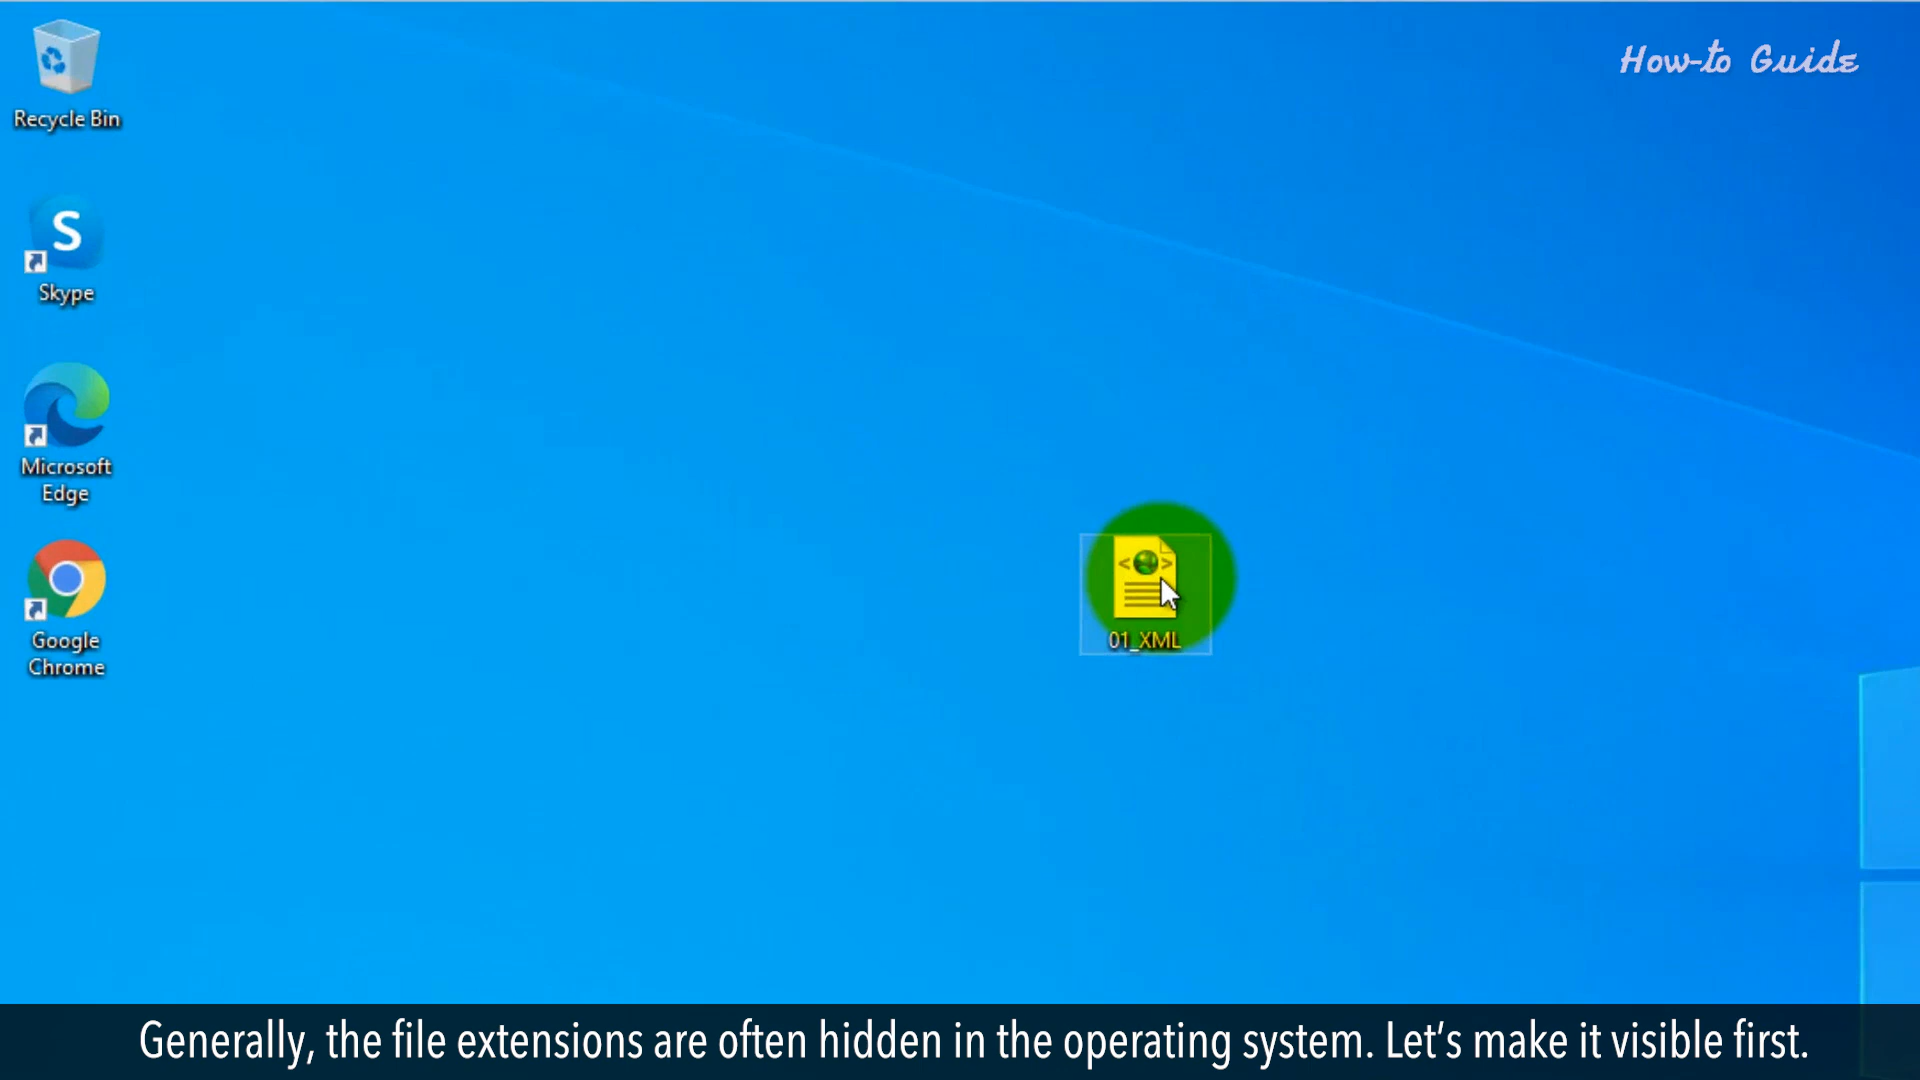 How-to Guide
Recycle Bin
S
Skype
Microsoft
Edge
Google
Chrome
01_XML
Generally, the file extensions are often hidden in the operating system. Let’s make it visible first.